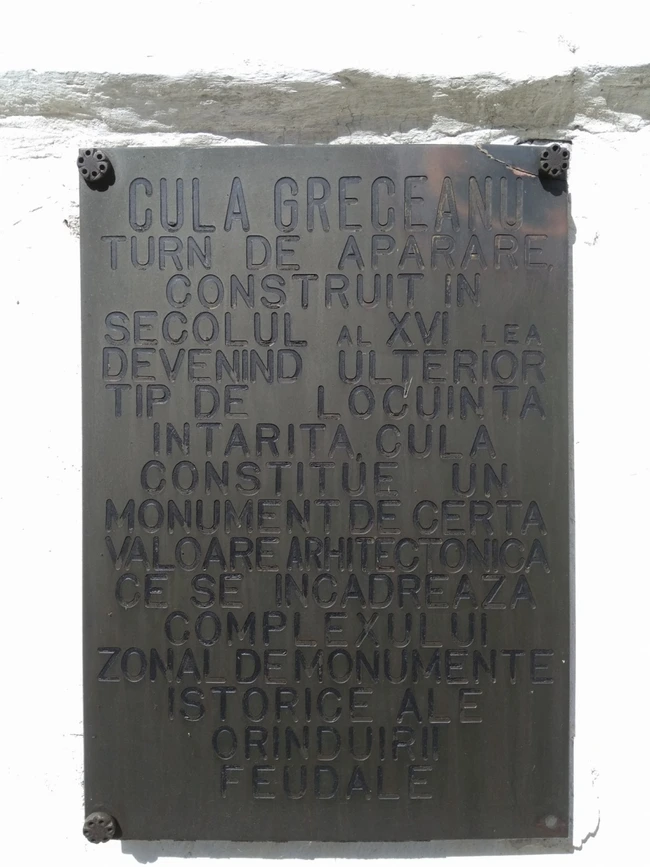 CULA GRECEANU
TURN DE APARARE,
CONSTRUIT IN
SECOLUL AL XVI LEA
DEVENIND ULTERIOR
TIP DE LOCUINTA
INTARITA, CULA
CONSTITUE UN
MONUMENT DE CERTA
VALOARE ARHITECTONICA
CE SE INCADREAZA
COMPLEXULUI
ZONAL DE MONUMENTE
ISTORICE ALE
ORINDUIRII
FEUDALE